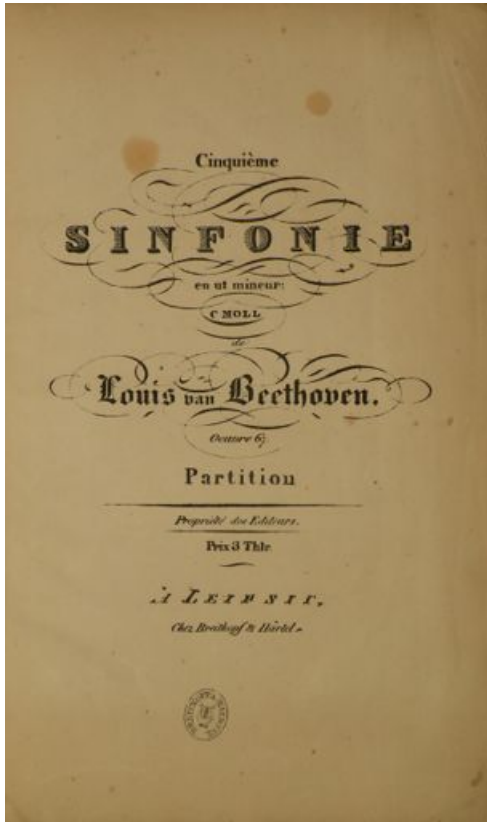 Cinquième
SINFONIE
en ut mineur:
C MOLL
de
Louis van Beethoven.
Oeuvre 67
Partition
Propriété des Editeurs.
Prix 3 Thlr.
À LEIPSIC,
Chez Breitkopf & Härtel.